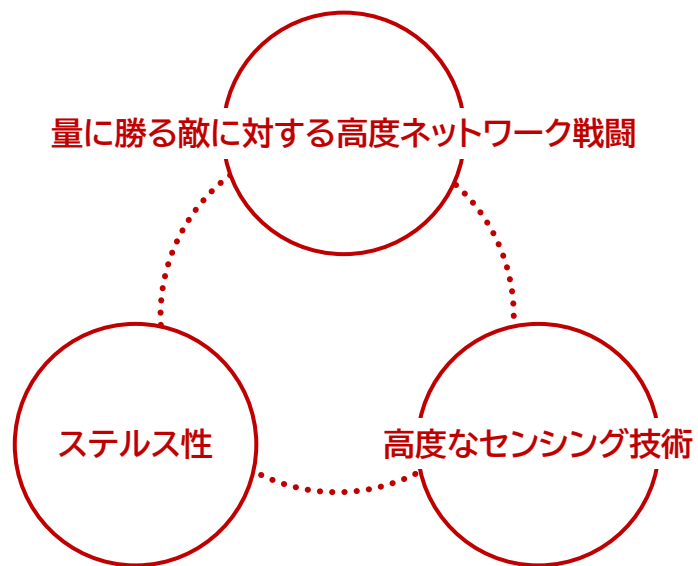 量に勝る敵に対する高度ネットワーク戦闘
ステルス性
高度なセンシング技術